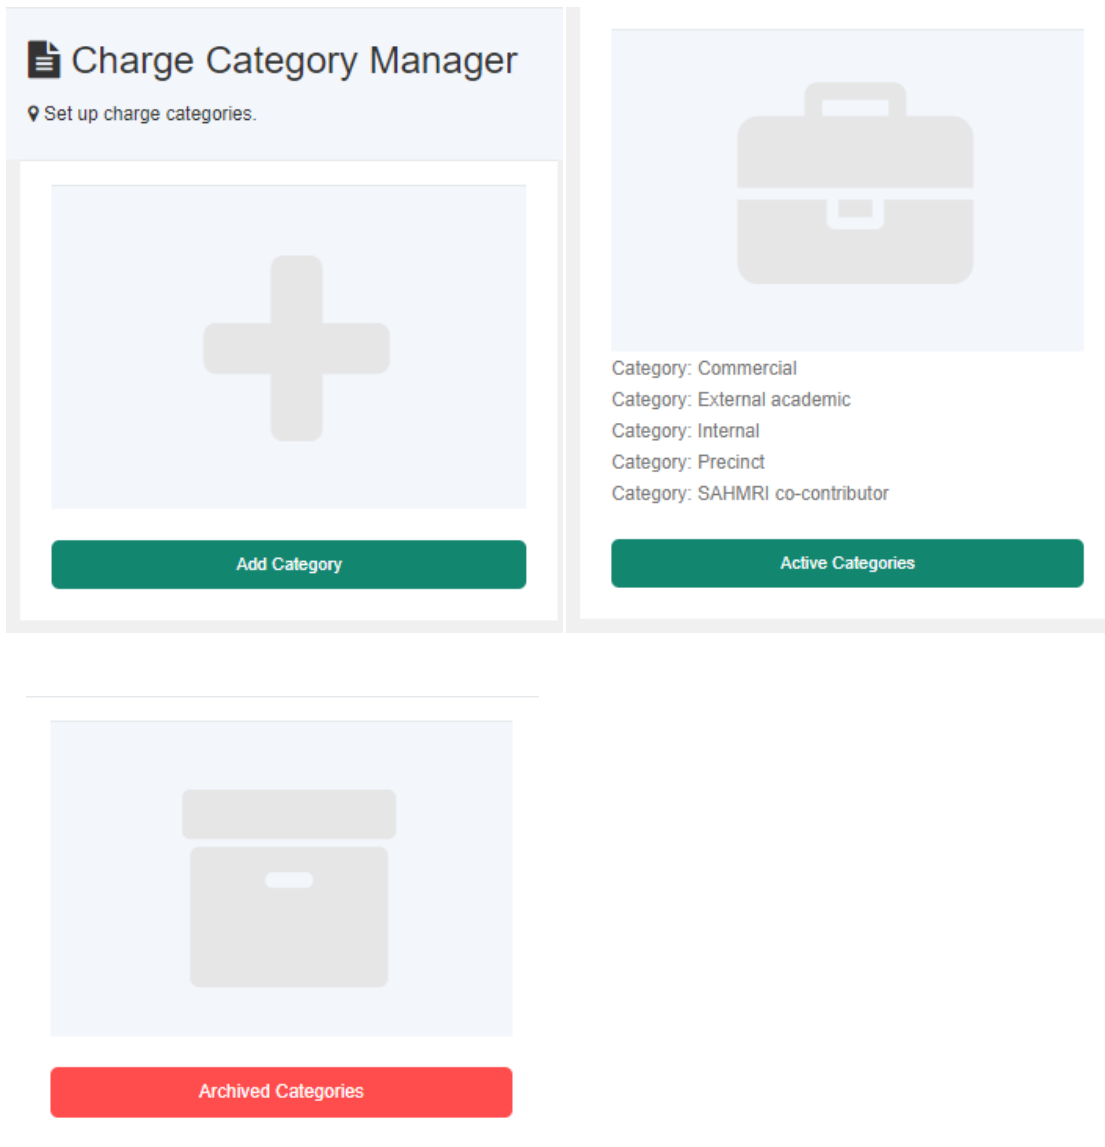 Charge Category Manager
Set up charge categories.
Add Category
Category: Commercial
Category: External academic
Category: Internal
Category: Precinct
Category: SAHMRI co-contributor
Active Categories
Archived Categories